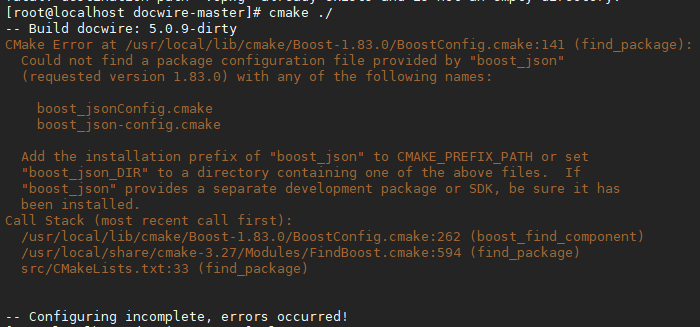 [root@localhost docwire-master]# cmake ./
-- Build docwire: 5.0.9-dirty
CMake Error at /usr/local/lib/cmake/Boost-1.83.0/BoostConfig.cmake:141 (find_package):
  Could not find a package configuration file provided by "boost_json"
  (requested version 1.83.0) with any of the following names:

    boost_jsonConfig.cmake
    boost_json-config.cmake

  Add the installation prefix of "boost_json" to CMAKE_PREFIX_PATH or set
  "boost_json_DIR" to a directory containing one of the above files.  If
  "boost_json" provides a separate development package or SDK, be sure it has
  been installed.
Call Stack (most recent call first):
  /usr/local/lib/cmake/Boost-1.83.0/BoostConfig.cmake:262 (boost_find_component)
  /usr/local/share/cmake-3.27/Modules/FindBoost.cmake:594 (find_package)
  src/CMakeLists.txt:33 (find_package)

-- Configuring incomplete, errors occurred!